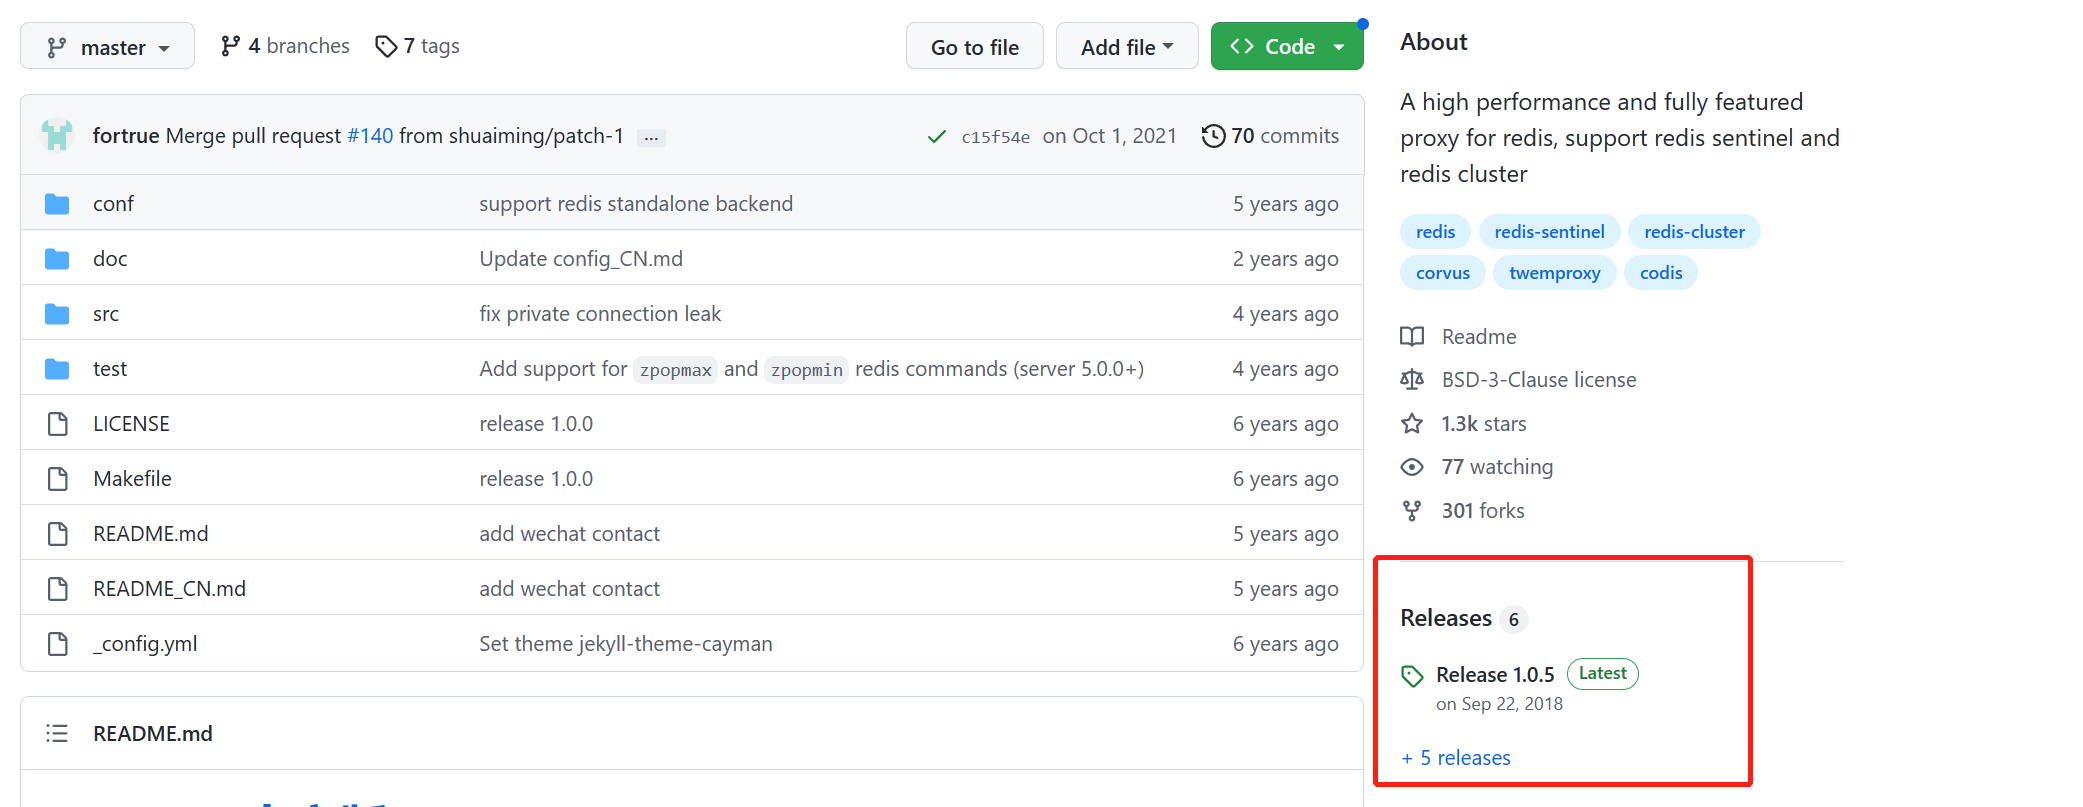 master 4 branches 7 tags Go to file Add file Code
fortrue Merge pull request #140 from shuaiming/patch-1 ... c15f54e on Oct 1, 2021 70 commits
conf support redis standalone backend 5 years ago
doc Update config_CN.md 2 years ago
src fix private connection leak 4 years ago
test Add support for zpopmax and zpopmin redis commands (server 5.0.0+) 4 years ago
LICENSE release 1.0.0 6 years ago
Makefile release 1.0.0 6 years ago
README.md add wechat contact 5 years ago
README_CN.md add wechat contact 5 years ago
_config.yml Set theme jekyll-theme-cayman 6 years ago
README.md
About
A high performance and fully featured
proxy for redis, support redis sentinel and
redis cluster
redis redis-sentinel redis-cluster
corvus twemproxy codis
Readme
BSD-3-Clause license
1.3k stars
77 watching
301 forks
Releases 6
Release 1.0.5 Latest
on Sep 22, 2018
+ 5 releases